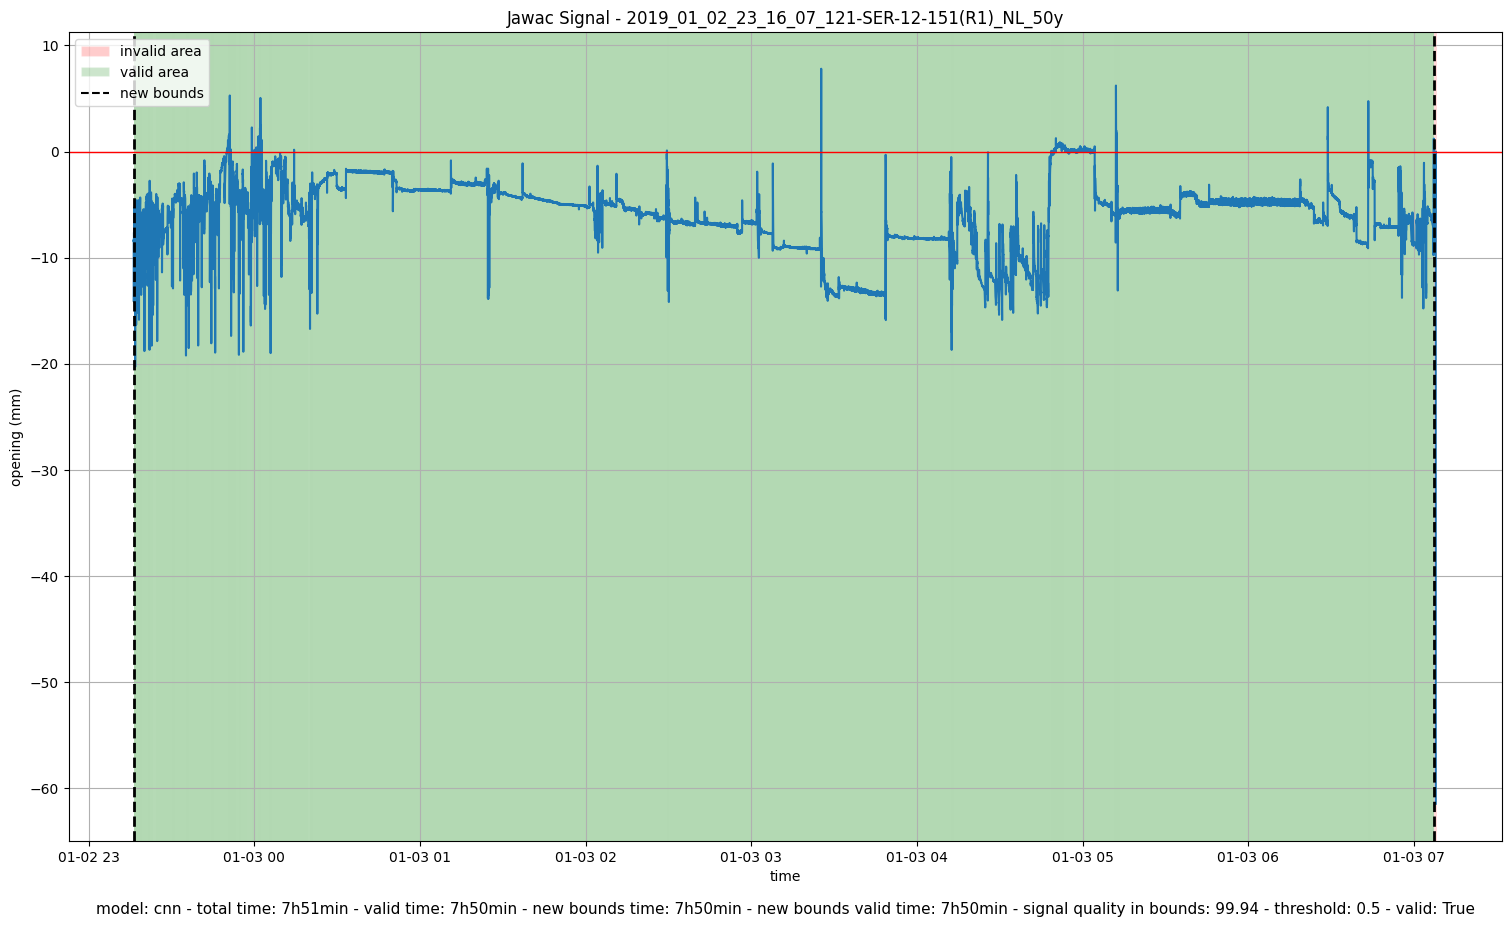 Jawac Signal - 2019_01_02_23_16_07_121-SER-12-151(R1)_NL_50y
invalid area
valid area
new bounds
10
0
−10
−20
−30
−40
−50
−60
opening (mm)
01-02 23
01-03 00
01-03 01
01-03 02
01-03 03
01-03 04
01-03 05
01-03 06
01-03 07
time
model: cnn - total time: 7h51min - valid time: 7h50min - new bounds time: 7h50min - new bounds valid time: 7h50min - signal quality in bounds: 99.94 - threshold: 0.5 - valid: True